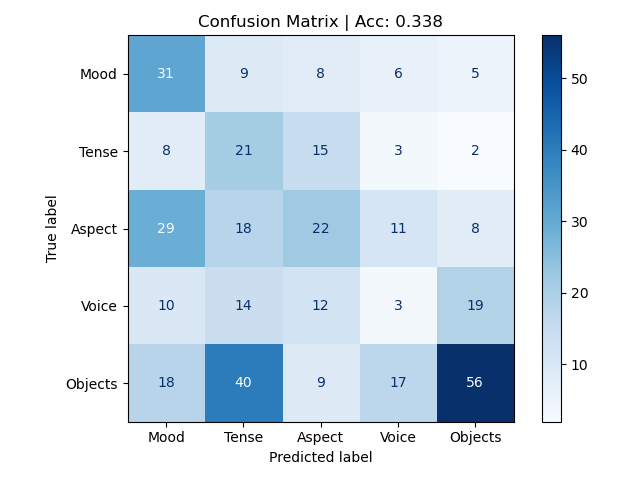 Confusion Matrix | Acc: 0.338
True label
Mood 31 9 8 6 5
Tense 8 21 15 3 2
Aspect 29 18 22 11 8
Voice 10 14 12 3 19
Objects 18 40 9 17 56
Mood Tense Aspect Voice Objects
Predicted label
50
40
30
20
10